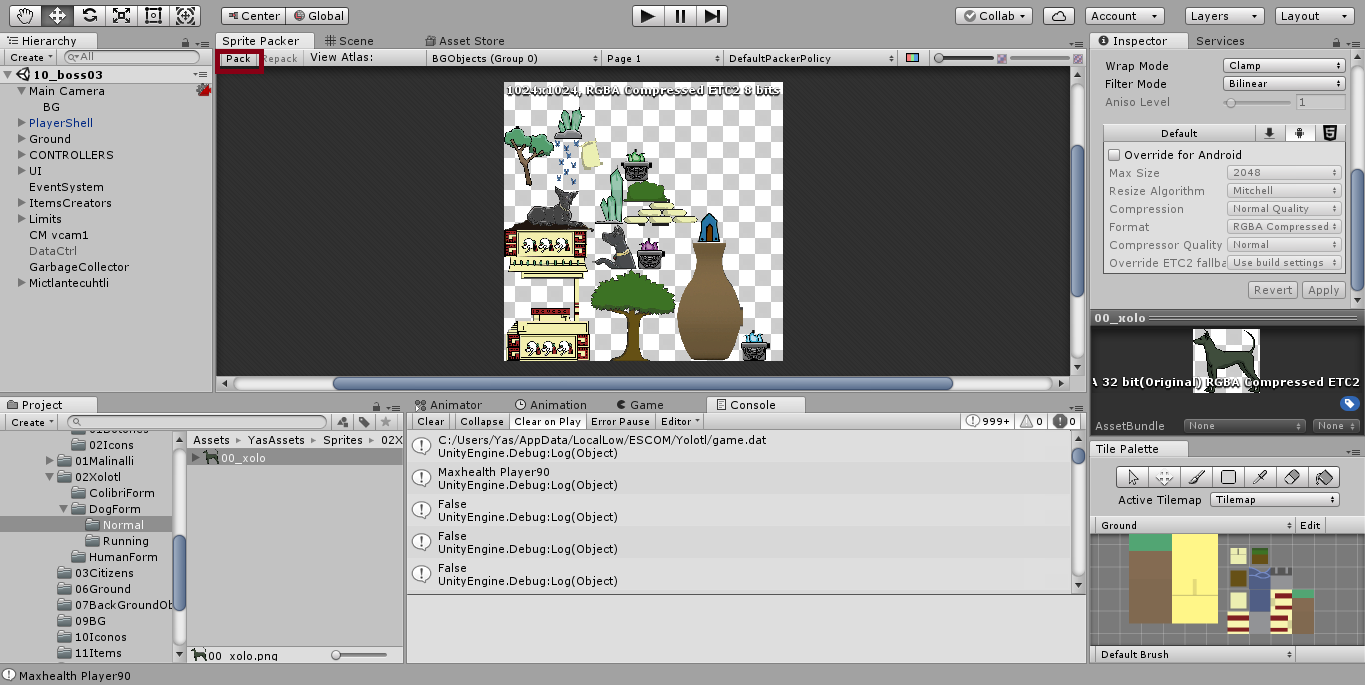 Center
Global
Collab
Account
Layers
Layout
Hierarchy
Create
All
10_boss03
Main Camera
BG
PlayerShell
Ground
CONTROLLERS
UI
EventSystem
ItemsCreators
Limits
CM vcam1
DataCtrl
GarbageCollector
Mictlantecuhtli
Sprite Packer
Scene
Asset Store
Pack
Repack
View Atlas:
BGObjects (Group 0)
Page 1
DefaultPackerPolicy
1024x1024, RGBA Compressed ETC2 8 bits
Inspector
Services
Wrap Mode
Clamp
Filter Mode
Bilinear
Aniso Level
1
Default
Override for Android
Max Size
2048
Resize Algorithm
Mitchell
Compression
Normal Quality
Format
RGBA Compressed
Compressor Quality
Normal
Override ETC2 fallba
Use build settings
Revert
Apply
00_xolo
A 32 bit(Original) RGBA Compressed ETC2
AssetBundle
None
None
Tile Palette
Active Tilemap
Tilemap
Ground
Edit
Default Brush
Project
Create
01Botones
02Icons
01Malinalli
02Xolotl
ColibriForm
DogForm
Normal
Running
HumanForm
03Citizens
06Ground
07BackGroundOb
09BG
10Iconos
11Items
Assets
YasAssets
Sprites
02X
00_xolo
00_xolo.png
Animator
Animation
Game
Console
Clear
Collapse
Clear on Play
Error Pause
Editor
999+
0
0
C:/Users/Yas/AppData/LocalLow/ESCOM/Yolotl/game.dat
UnityEngine.Debug:Log(Object)
Maxhealth Player90
UnityEngine.Debug:Log(Object)
False
UnityEngine.Debug:Log(Object)
False
UnityEngine.Debug:Log(Object)
False
UnityEngine.Debug:Log(Object)
Maxhealth Player90